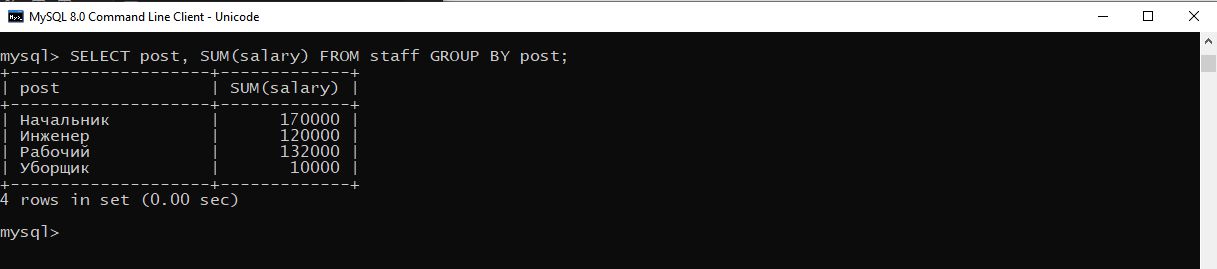 MySQL 8.0 Command Line Client - Unicode
mysql> SELECT post, SUM(salary) FROM staff GROUP BY post;
+--------------------+-------------+
| post               | SUM(salary) |
+--------------------+-------------+
| Начальник          |      170000 |
| Инженер            |      120000 |
| Рабочий            |      132000 |
| Уборщик            |       10000 |
+--------------------+-------------+
4 rows in set (0.00 sec)
mysql>